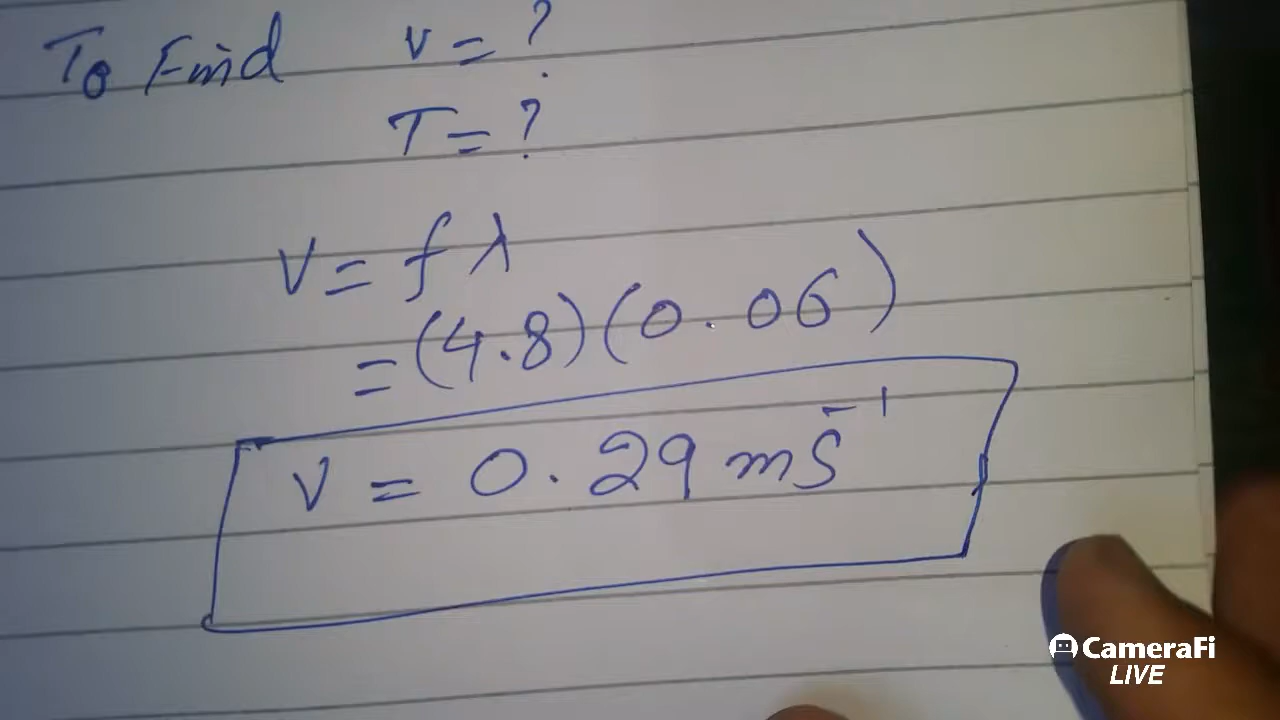 To Find v = ?
T = ?
V = fλ
= (4.8)(0.06)
V = 0.29 mS⁻¹
CameraFi
LIVE